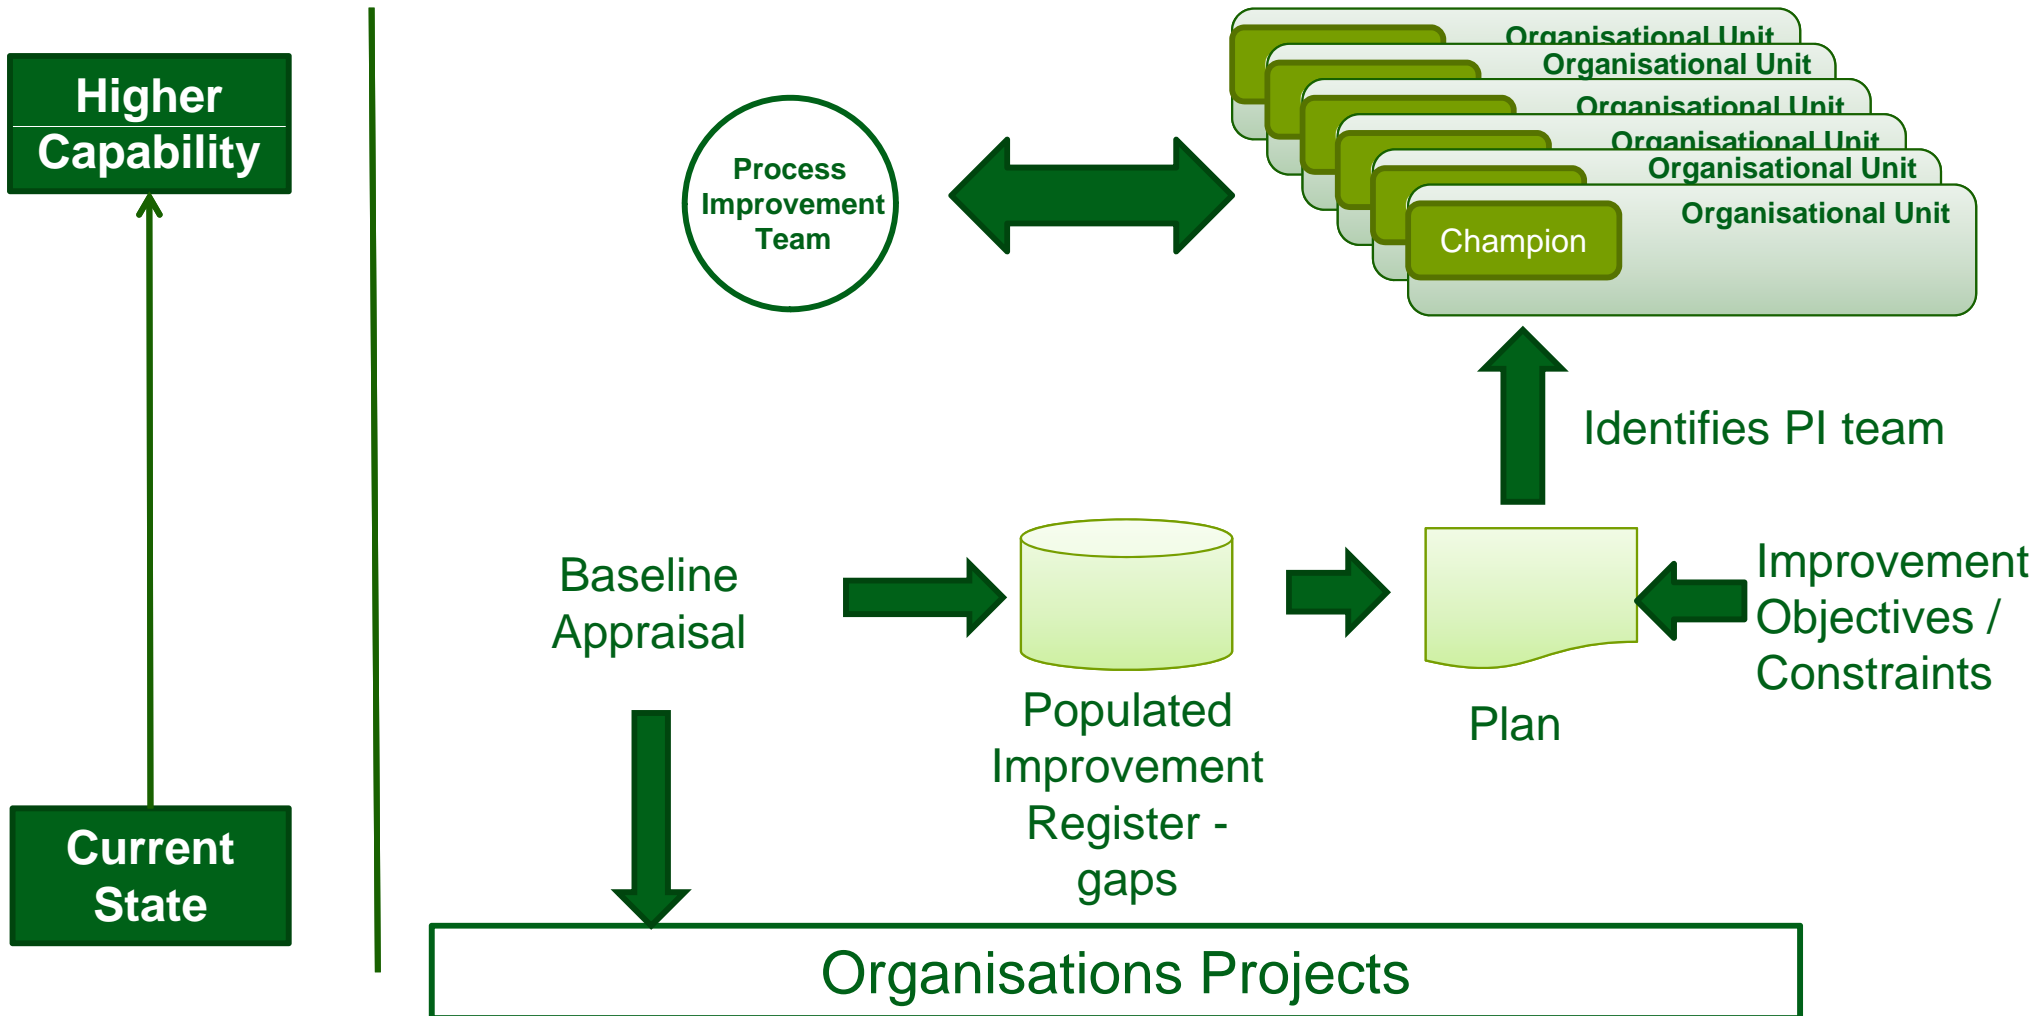 Higher
Capability
Current
State
Process
Improvement
Team
Organisational Unit
Organisational Unit
Organisational Unit
Organisational Unit
Organisational Unit
Organisational Unit
Champion
Identifies PI team
Baseline
Appraisal
Populated
Improvement
Register -
gaps
Plan
Improvement
Objectives /
Constraints
Organisations Projects